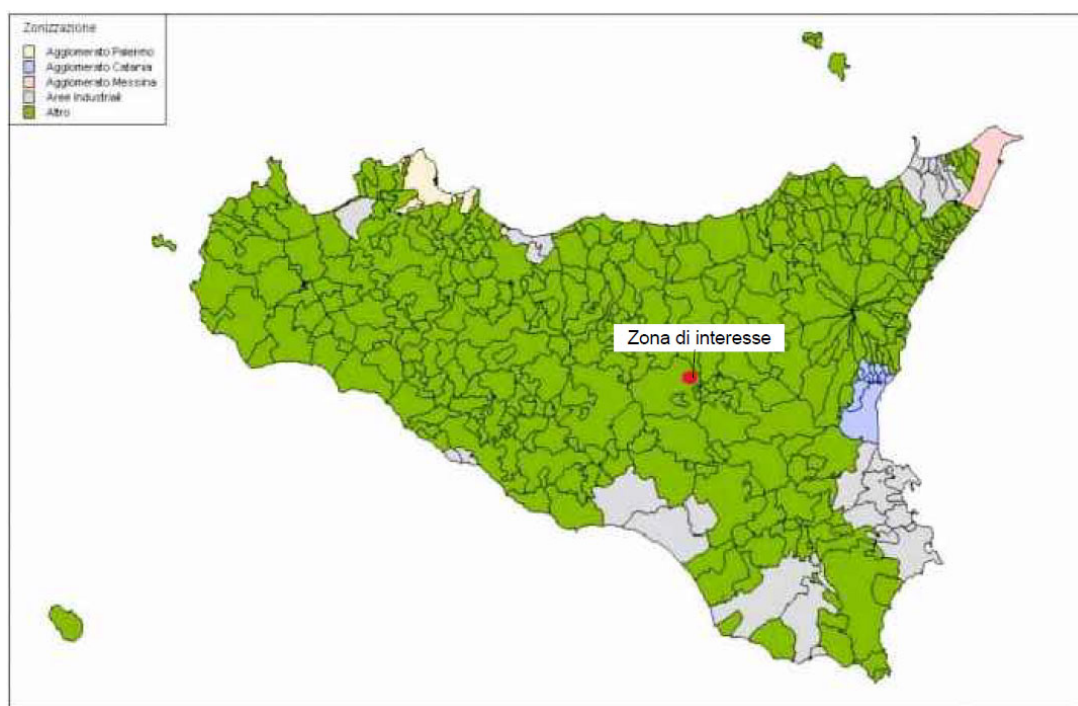 Zonizzazione
Agglomerato Palermo
Agglomerato Catania
Agglomerato Messina
Aree Industriali
Altro
Zona di interesse